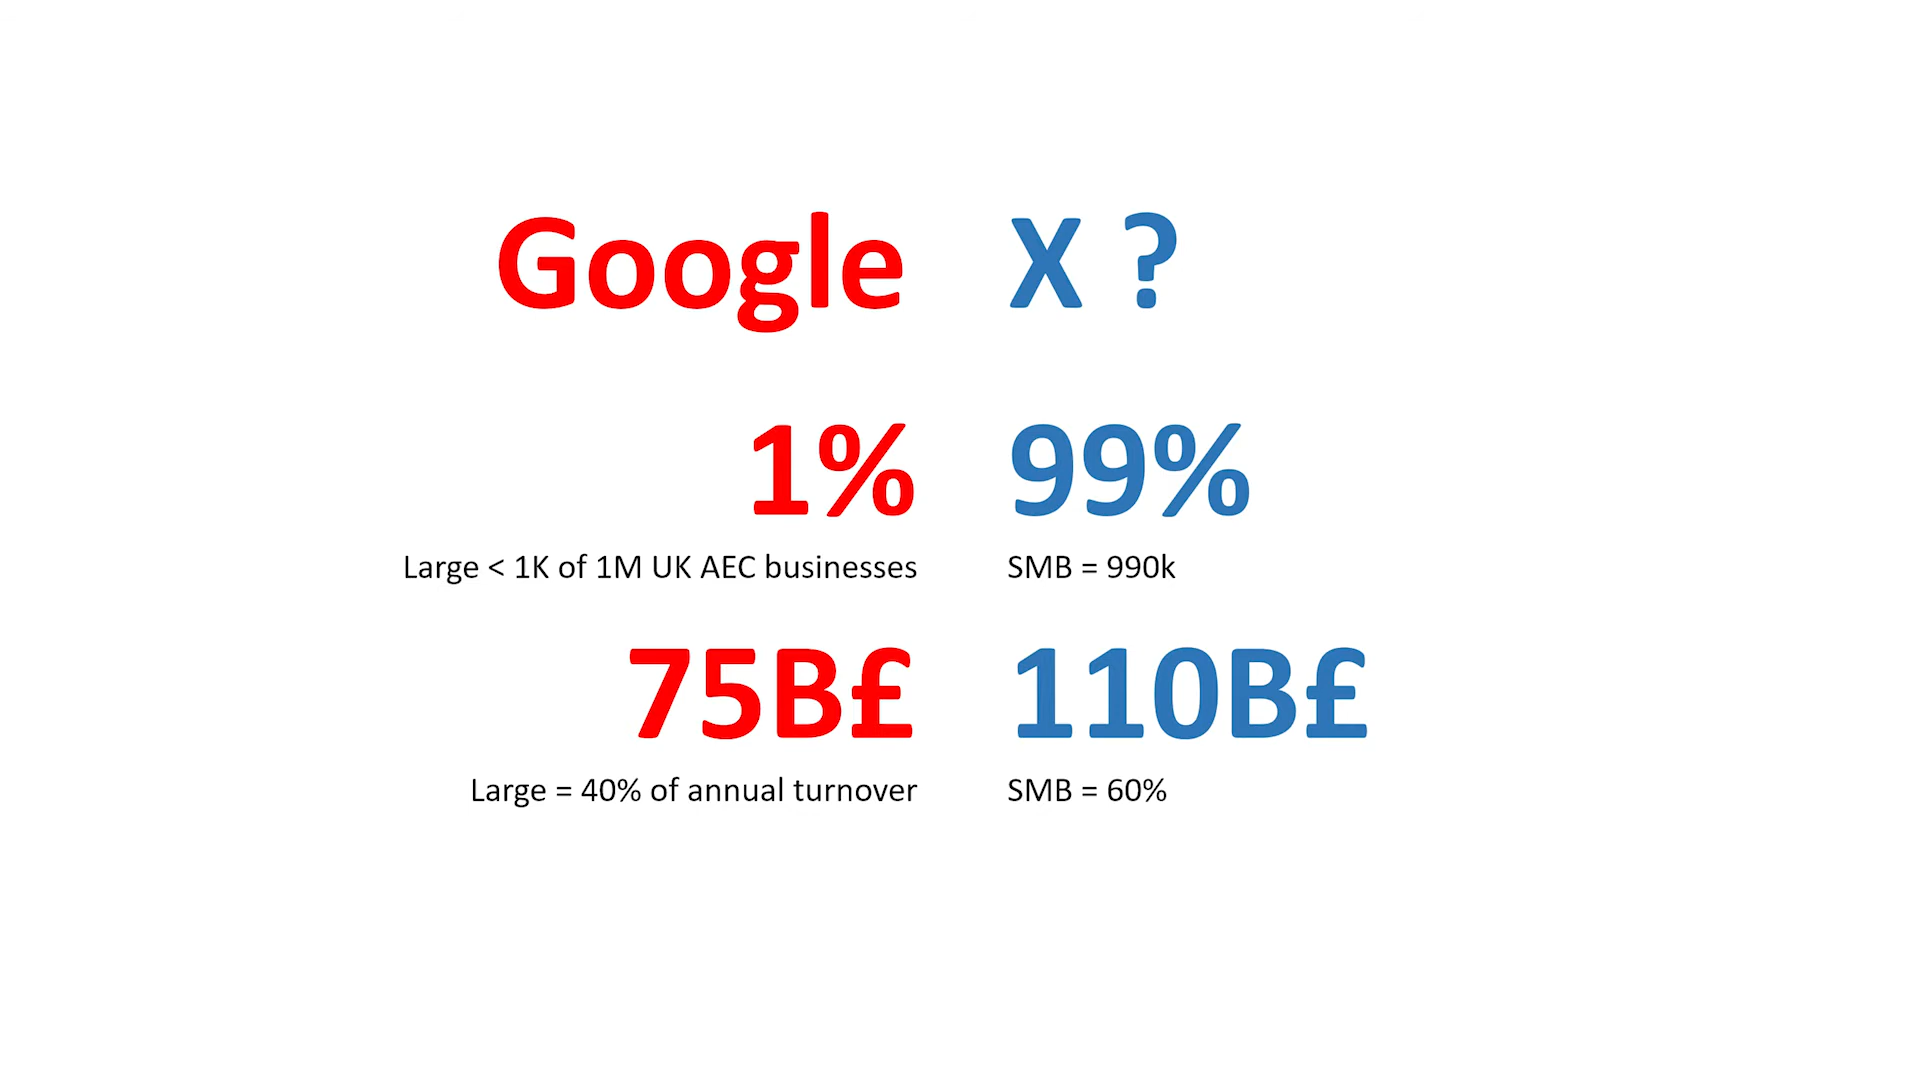 Google X ?
1% 99%
Large < 1K of 1M UK AEC businesses SMB = 990k
75B£ 110B£
Large = 40% of annual turnover SMB = 60%